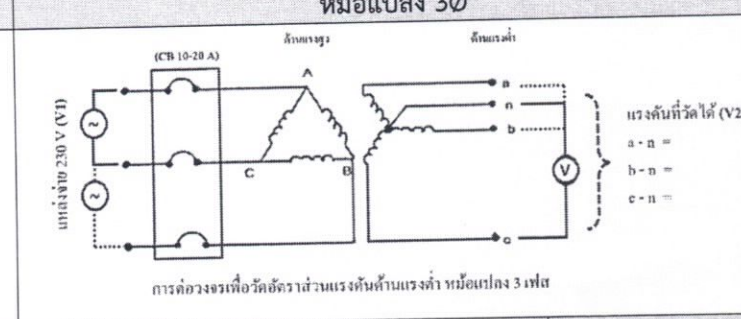 หม้อแปลง 3Ø
ด้านแรงสูง
ด้านแรงต่ำ
(CB 10-20 A)
แหล่งจ่าย 230 V (V1)
A
C
B
a
n
b
c
V
แรงดันที่วัดได้ (V2
a - n =
b - n =
c - n =
การต่อวงจรเพื่อวัดอัตราส่วนแรงดันด้านแรงต่ำ หม้อแปลง 3 เฟส